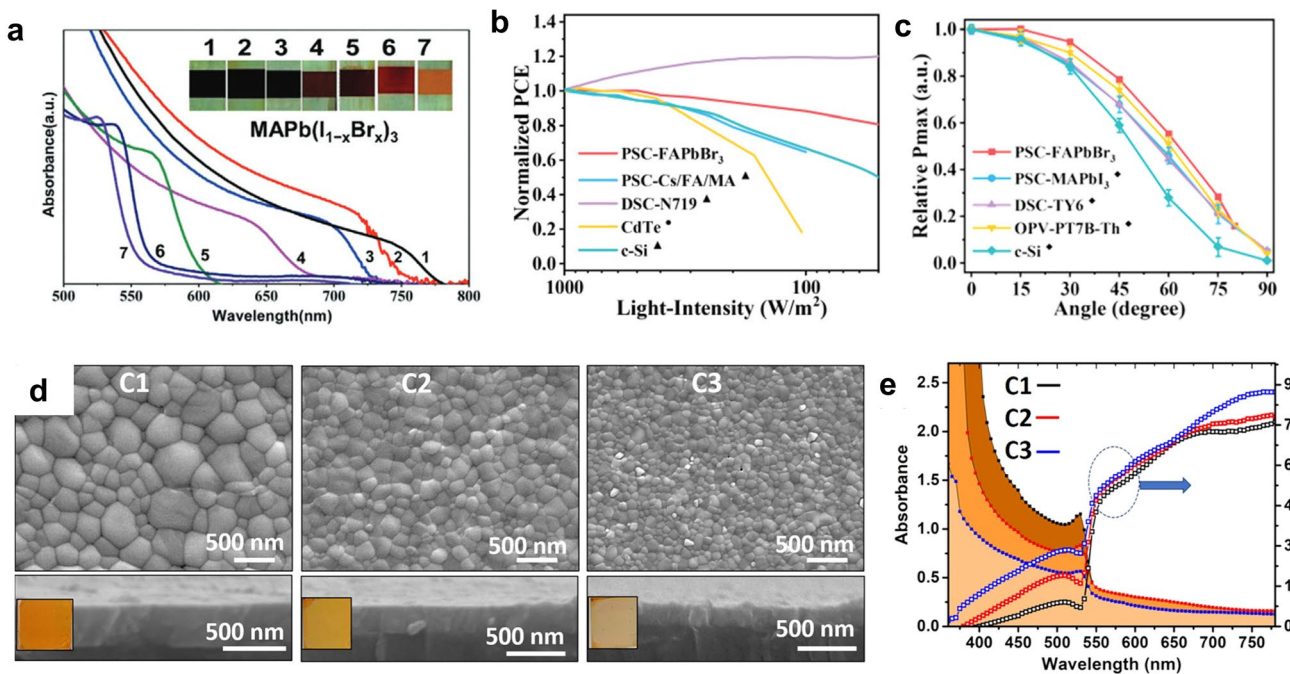 a
1 2 3 4 5 6 7
MAPb(I₁₋ₓBrₓ)₃
Absorbance(a.u.)
7 6 5 4 3 2 1
500 550 600 650 700 750 800
Wavelength(nm)
b
Normalized PCE
1.4
1.2
1.0
0.8
0.6
0.4
0.2
0.0
PSC-FAPbBr₃
PSC-Cs/FA/MA ▲
DSC-N719 ▲
CdTe ●
c-Si ▲
1000 100
Light-Intensity (W/m²)
c
Relative Pmax (a.u.)
1.0
0.8
0.6
0.4
0.2
0.0
PSC-FAPbBr₃
PSC-MAPbI₃ ◆
DSC-TY6 ◆
OPV-PT7B-Th ◆
c-Si ◆
0 15 30 45 60 75 90
Angle (degree)
d
C1 C2 C3
500 nm 500 nm 500 nm
500 nm 500 nm 500 nm
e
Absorbance
2.5
2.0
1.5
1.0
0.5
0.0
C1
C2
C3
400 450 500 550 600 650 700 750
Wavelength (nm)